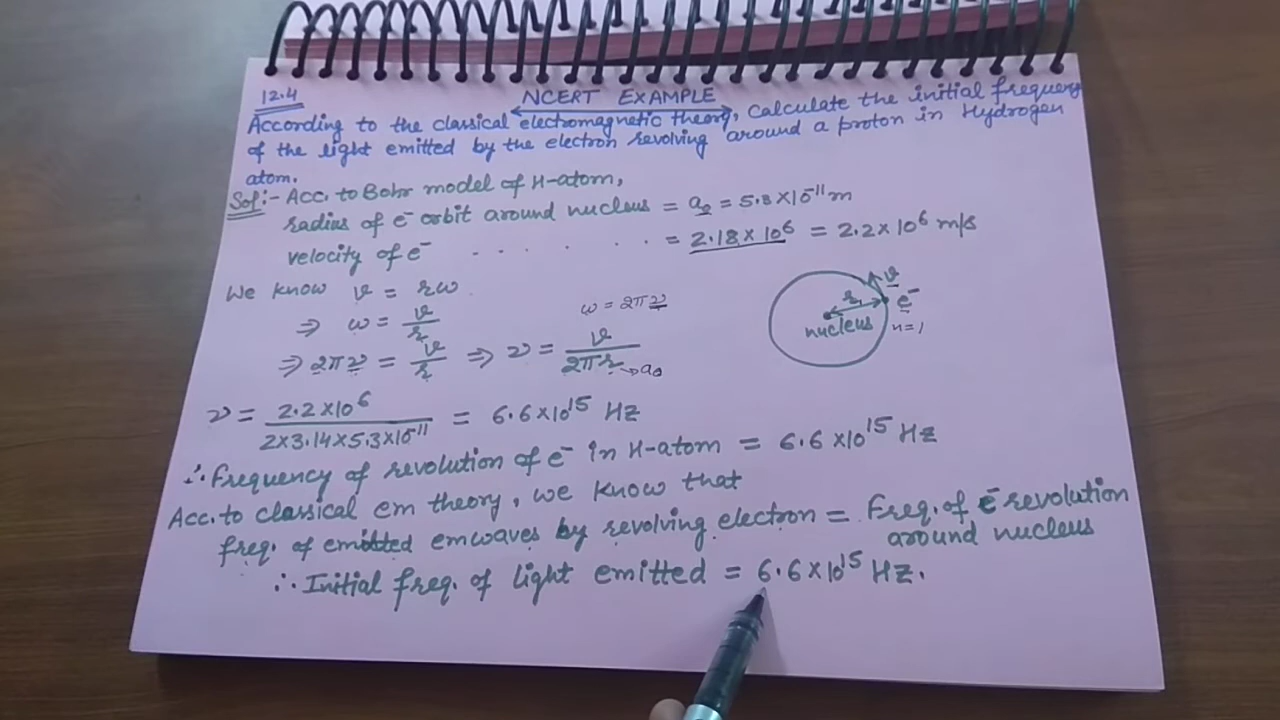 12.4
NCERT EXAMPLE
According to the classical electromagnetic theory, calculate the initial frequency
of the light emitted by the electron revolving around a proton in Hydrogen
atom.
Sol:- Acc. to Bohr model of H-atom,
radius of e⁻ orbit around nucleus = a₀ = 5.3×10⁻¹¹ m
velocity of e⁻ . . . . . . . = 2.18×10⁶ = 2.2×10⁶ m/s
We know v = rω
⇒ ω = v/r
ω = 2πν
⇒ 2πν = v/r ⇒ ν = v/2πr → a₀
v
r
e⁻
nucleus
n=1
ν = 2.2×10⁶ / 2×3.14×5.3×10⁻¹¹ = 6.6×10¹⁵ Hz
∴ Frequency of revolution of e⁻ in H-atom = 6.6×10¹⁵ Hz
Acc. to classical em theory, we know that
freq. of emitted emwaves by revolving electron = Freq. of e⁻ revolution
around nucleus
∴ Initial freq. of light emitted = 6.6×10¹⁵ Hz.